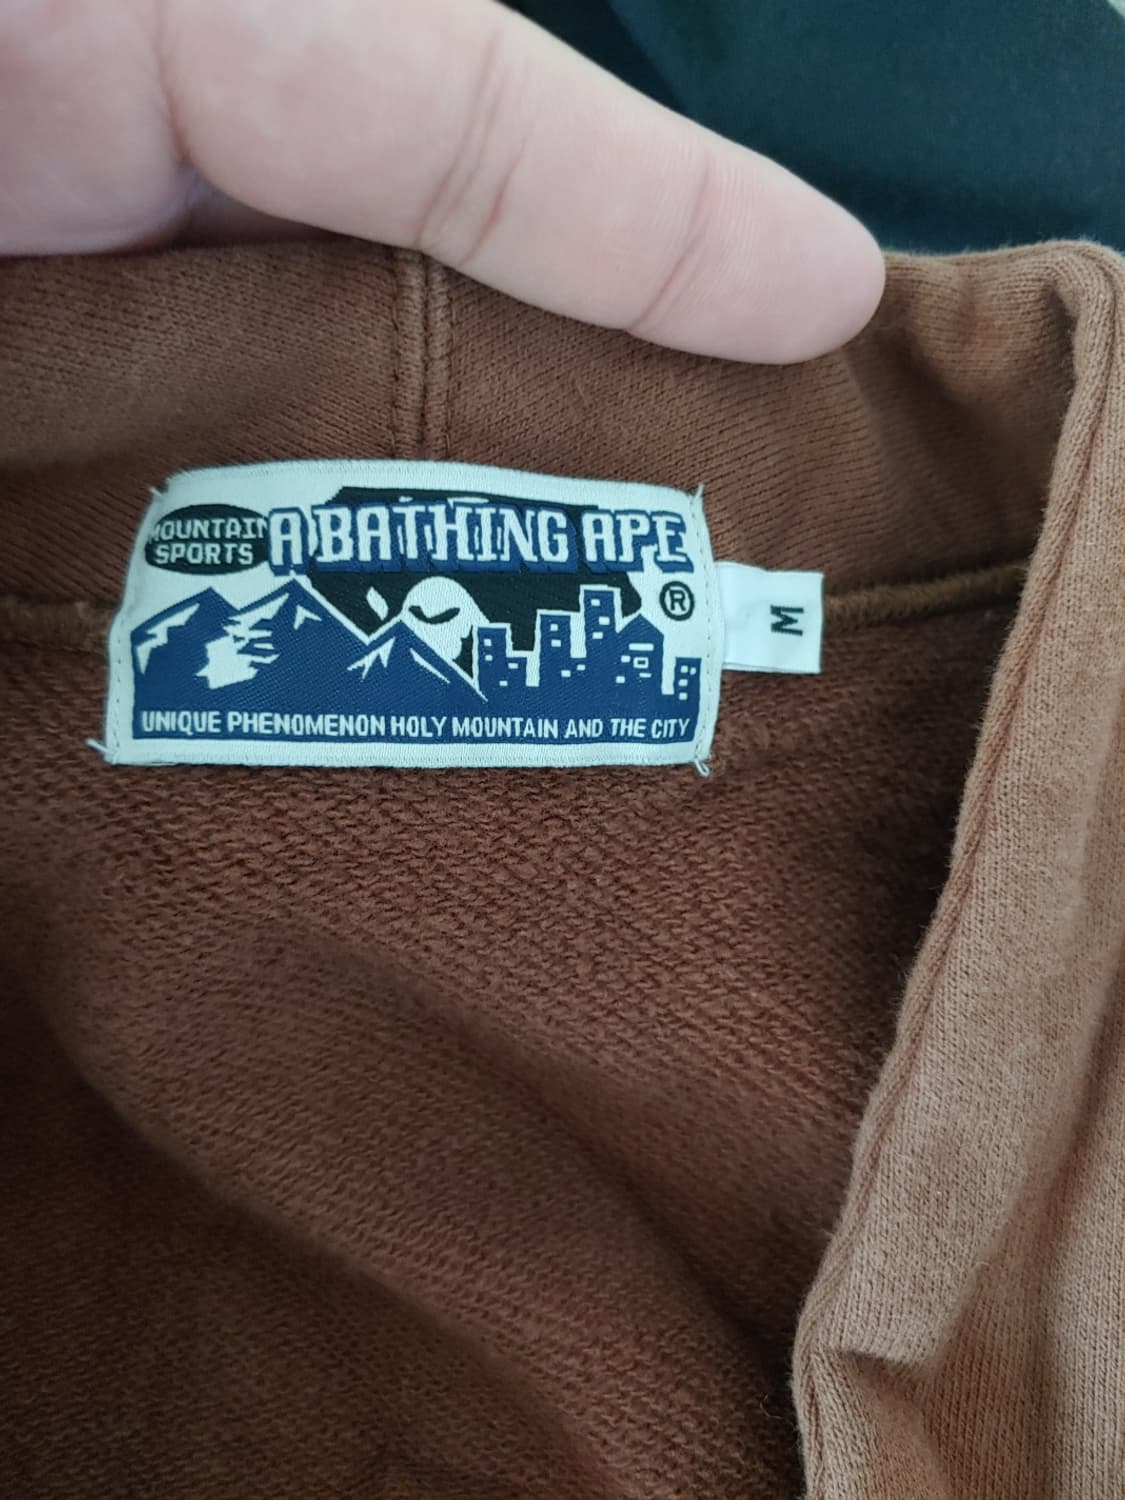 MOUNTAIN
SPORTS
A BATHING APE
®
UNIQUE PHENOMENON HOLY MOUNTAIN AND THE CITY
M